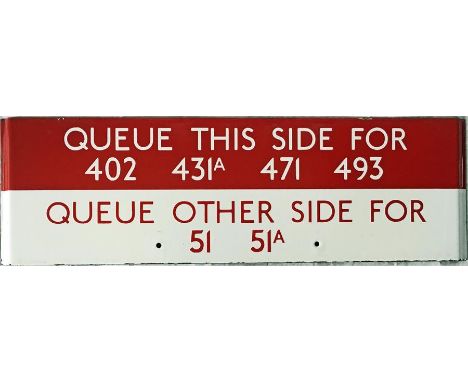 QUEUE THIS SIDE FOR
402 431A 471 493
QUEUE OTHER SIDE FOR
51 51A